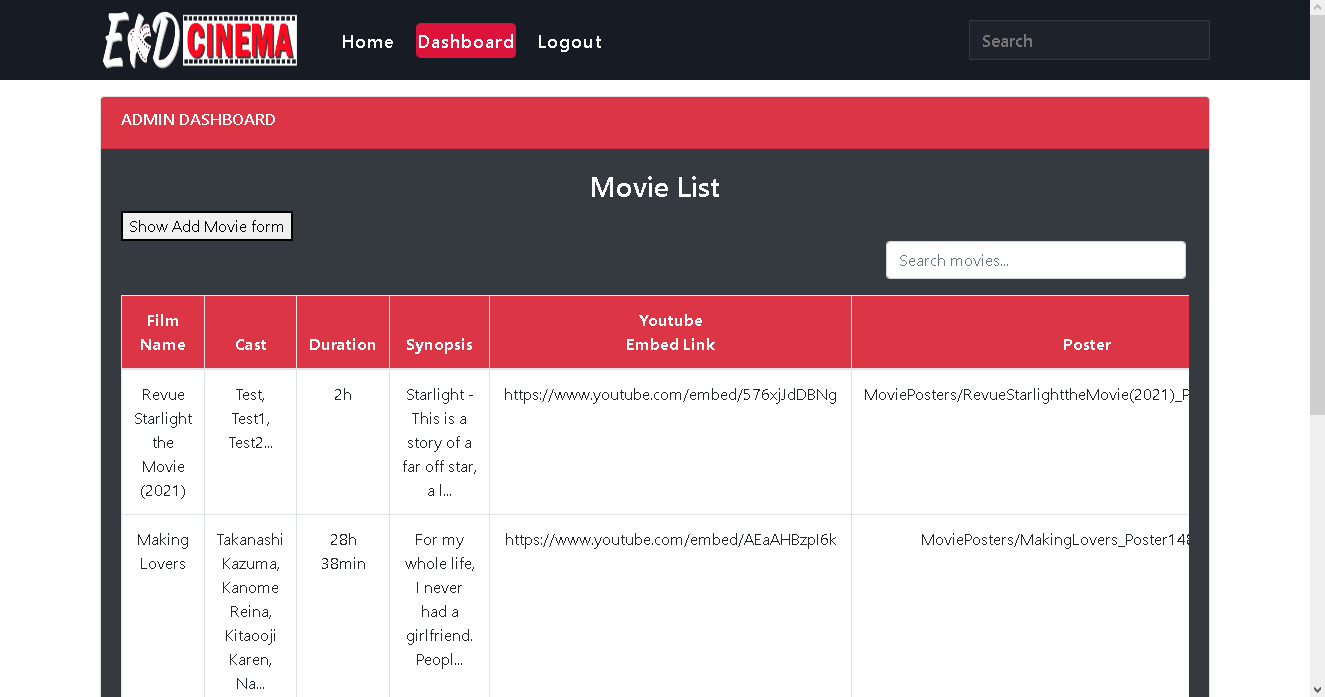 EKD CINEMA
Home
Dashboard
Logout
Search
ADMIN DASHBOARD
Movie List
Show Add Movie form
Search movies...
Film
Name
Cast
Duration
Synopsis
Youtube
Embed Link
Poster
Revue
Starlight
the
Movie
(2021)
Test,
Test1,
Test2...
2h
Starlight -
This is a
story of a
far off star,
a l...
https://www.youtube.com/embed/576xjJdDBNg
MoviePosters/RevueStarlighttheMovie(2021)_P
Making
Lovers
Takanashi
Kazuma,
Kanome
Reina,
Kitaooji
Karen,
Na...
28h
38min
For my
whole life,
I never
had a
girlfriend.
Peopl...
https://www.youtube.com/embed/AEaAHBzpI6k
MoviePosters/MakingLovers_Poster148